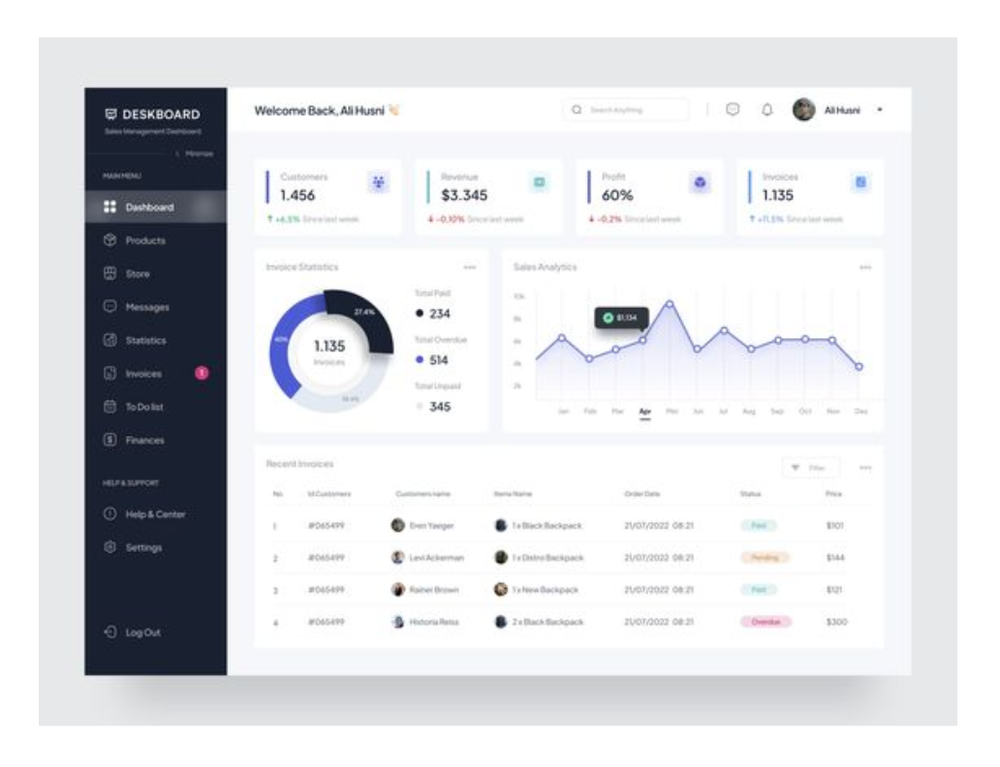 DESKBOARD
Sales Management Dashboard
Minimize
MAIN MENU
Dashboard
Products
Store
Messages
Statistics
Invoices 1
To Do list
Finances
HELP & SUPPORT
Help & Center
Settings
Log Out
Welcome Back, Ali Husni
Search Anything
Ali Husni
Customers
1.456
+6,5% Since last week
Revenue
$3.345
-0,10% Since last week
Profit
60%
-0,2% Since last week
Invoices
1.135
+11,5% Since last week
Invoice Statistics
27.4%
40%
1.135
Invoices
Total Paid
234
Total Overdue
514
Total Unpaid
345
Sales Analytics
10k
8k
$1,134
2k
Jan Feb Mar Apr Mei Jun Jul Aug Sep Oct Nov Des
Recent Invoices
Filter
No Id Customers Customers name Items Name Order Date Status Price
1 #065499 Eren Yaeger 1 x Black Backpack 21/07/2022 08:21 Paid $101
2 #065499 Levi Ackerman 1 x Distro Backpack 21/07/2022 08:21 Pending $144
3 #065499 Rainer Brown 1 x New Backpack 21/07/2022 08:21 Paid $121
4 #065499 Historia Reiss 2 x Black Backpack 21/07/2022 08:21 Overdue $300